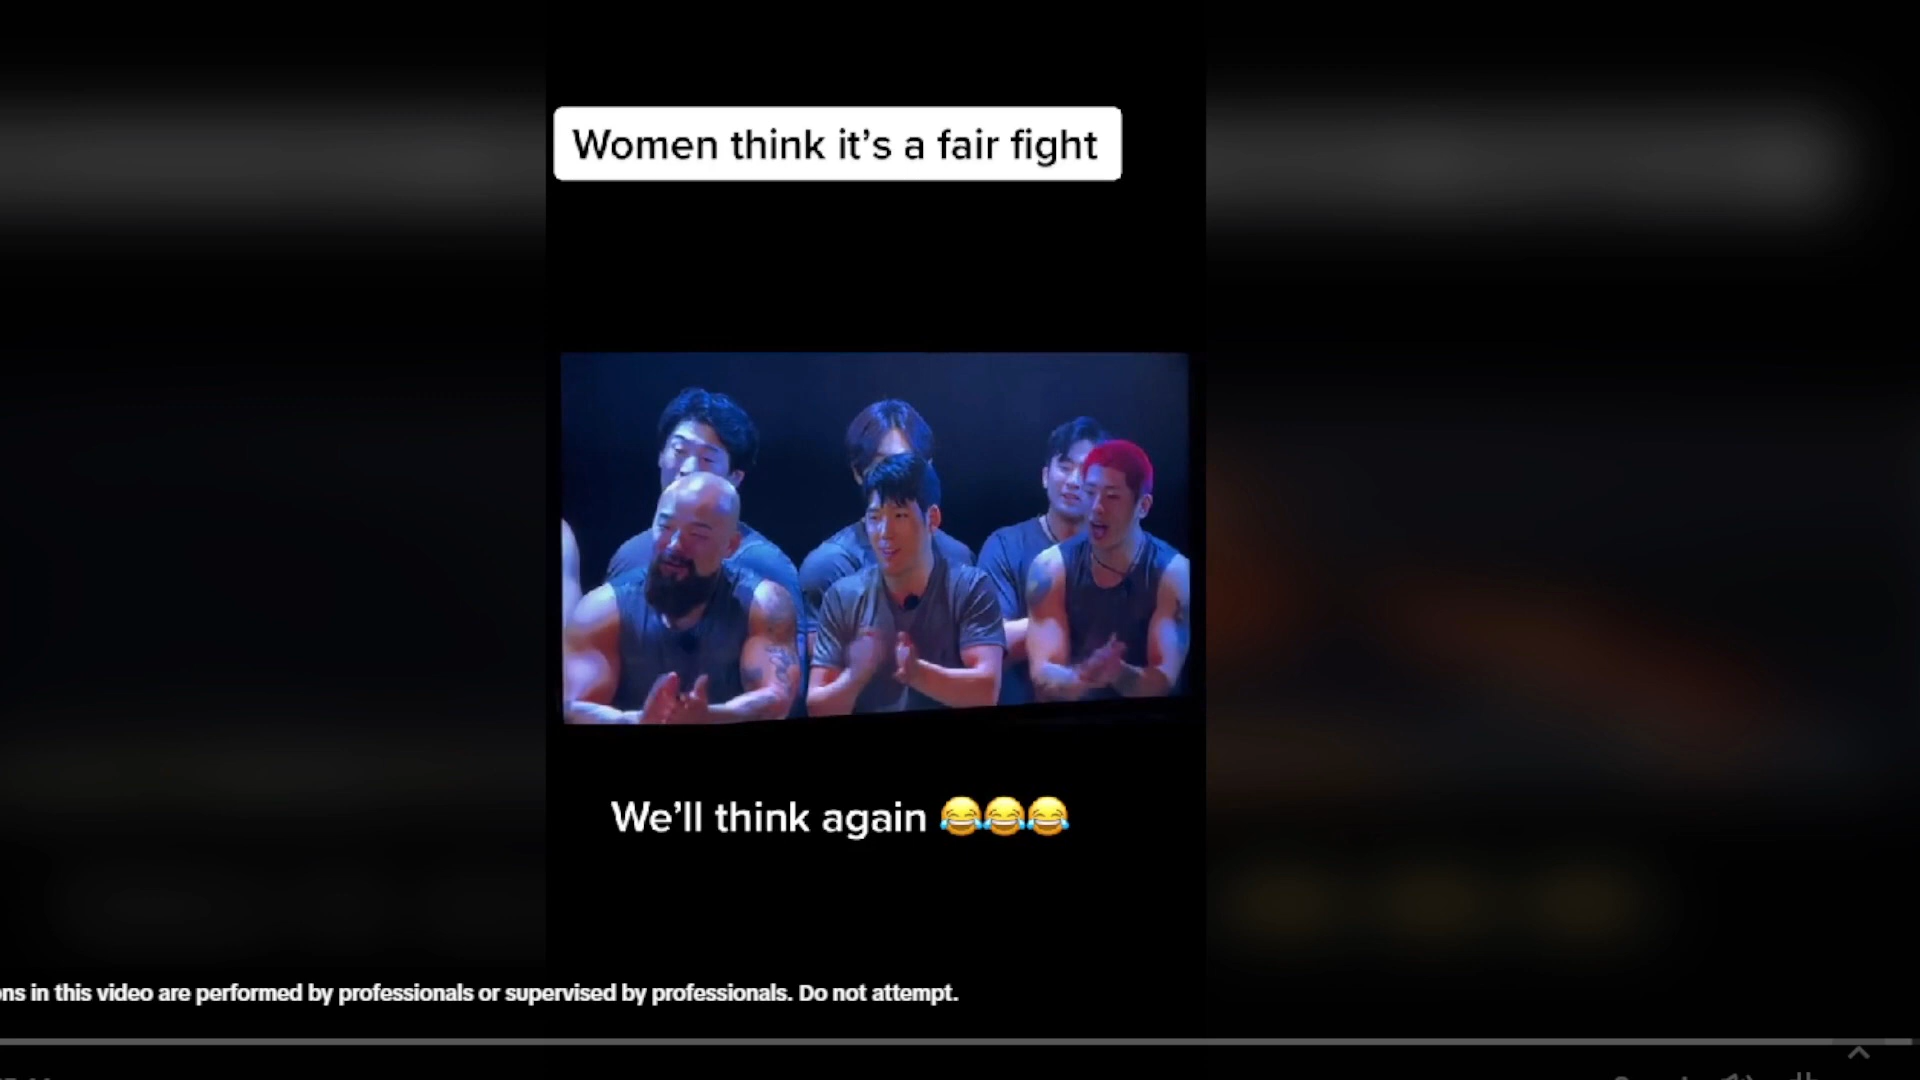 Women think it's a fair fight
We'll think again 😂😂😂
ons in this video are performed by professionals or supervised by professionals. Do not attempt.